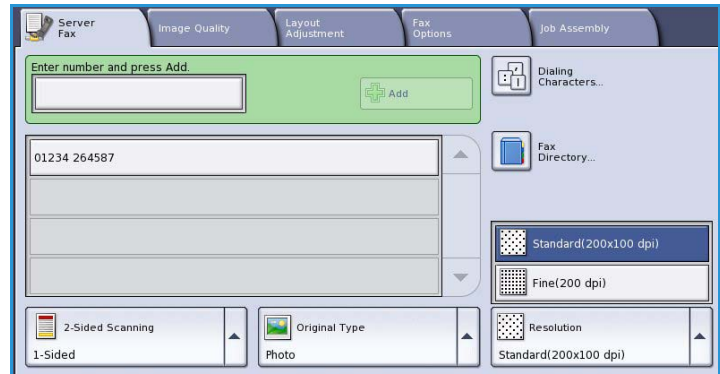 Server
Fax
Image Quality
Layout
Adjustment
Fax
Options
Job Assembly
Enter number and press Add.
Add
Dialing
Characters...
01234 264587
Fax
Directory...
Standard(200x100 dpi)
Fine(200 dpi)
2-Sided Scanning
1-Sided
Original Type
Photo
Resolution
Standard(200x100 dpi)